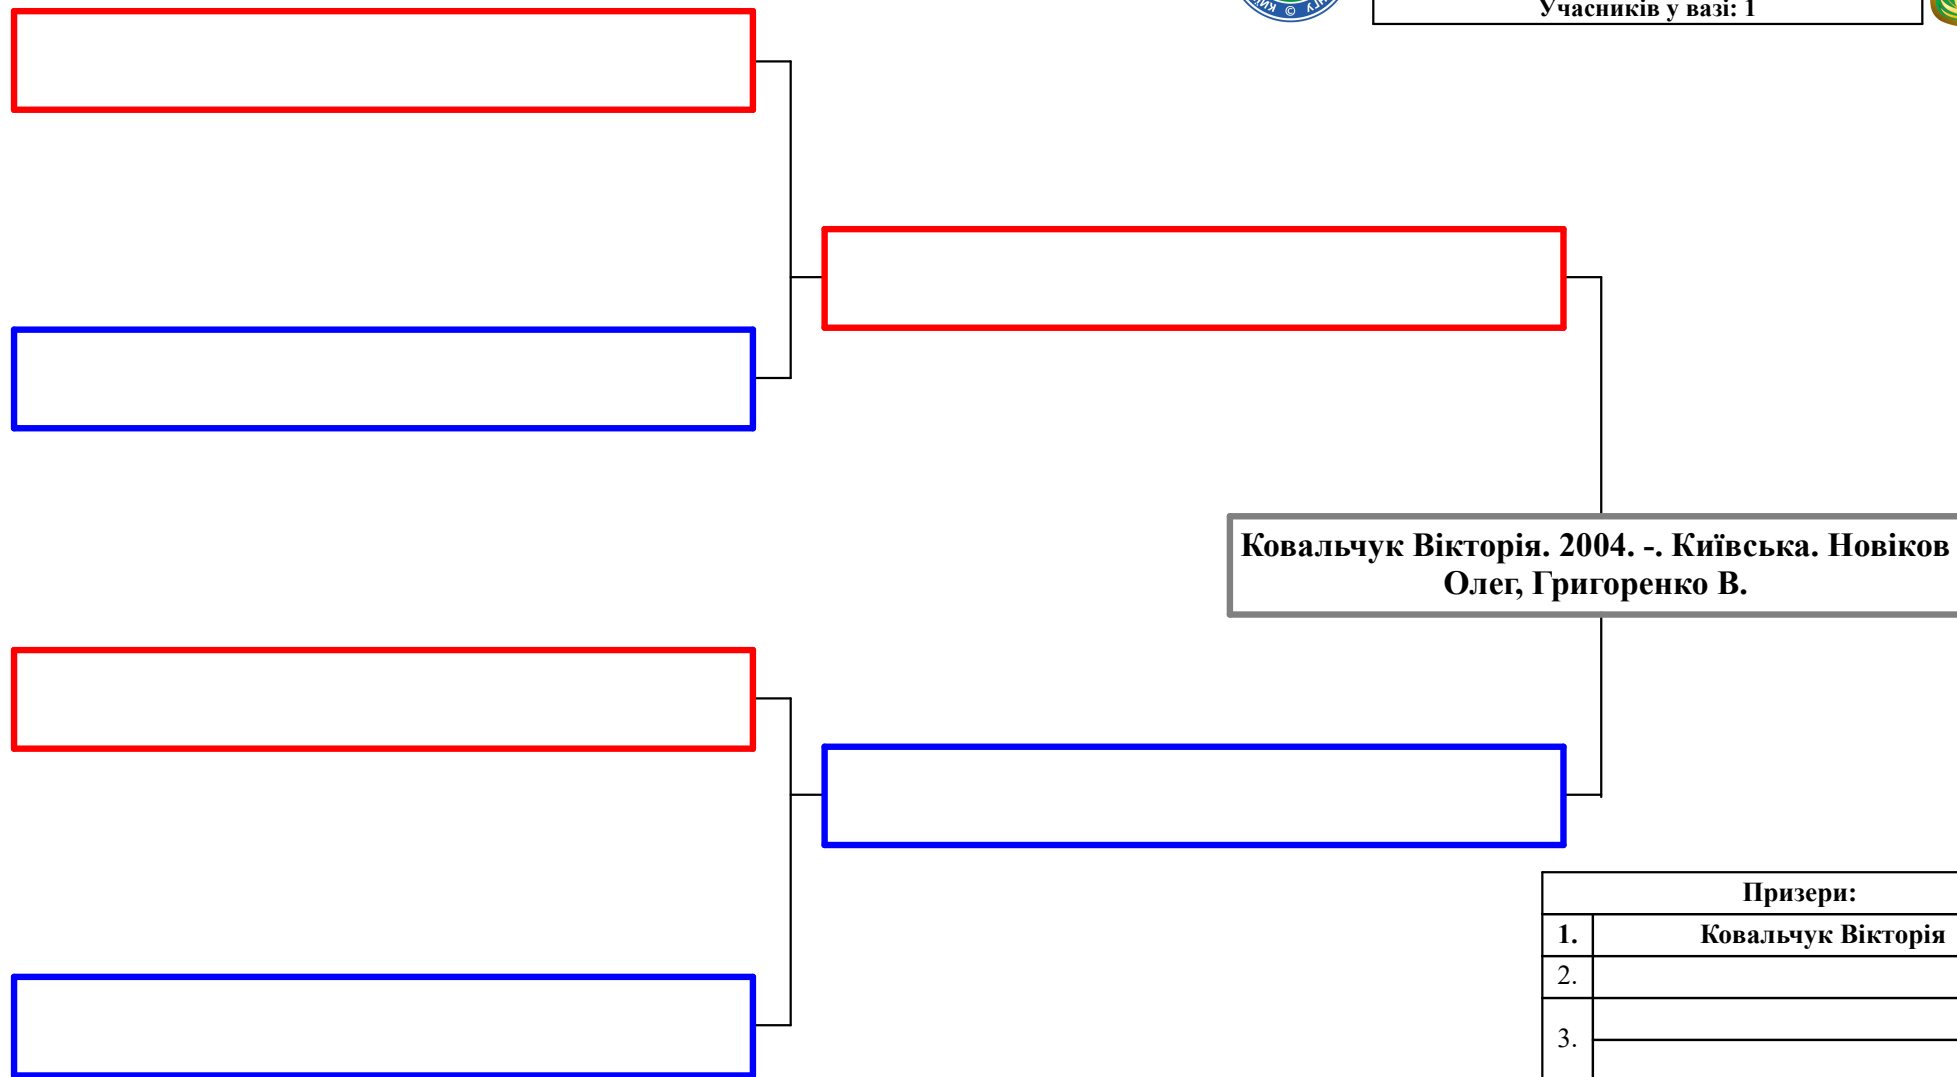 Учасників у вазі: 1
Ковальчук Вікторія. 2004. -. Київська. Новіков
Олег, Григоренко В.
Призери:
1. Ковальчук Вікторія
2.
3.